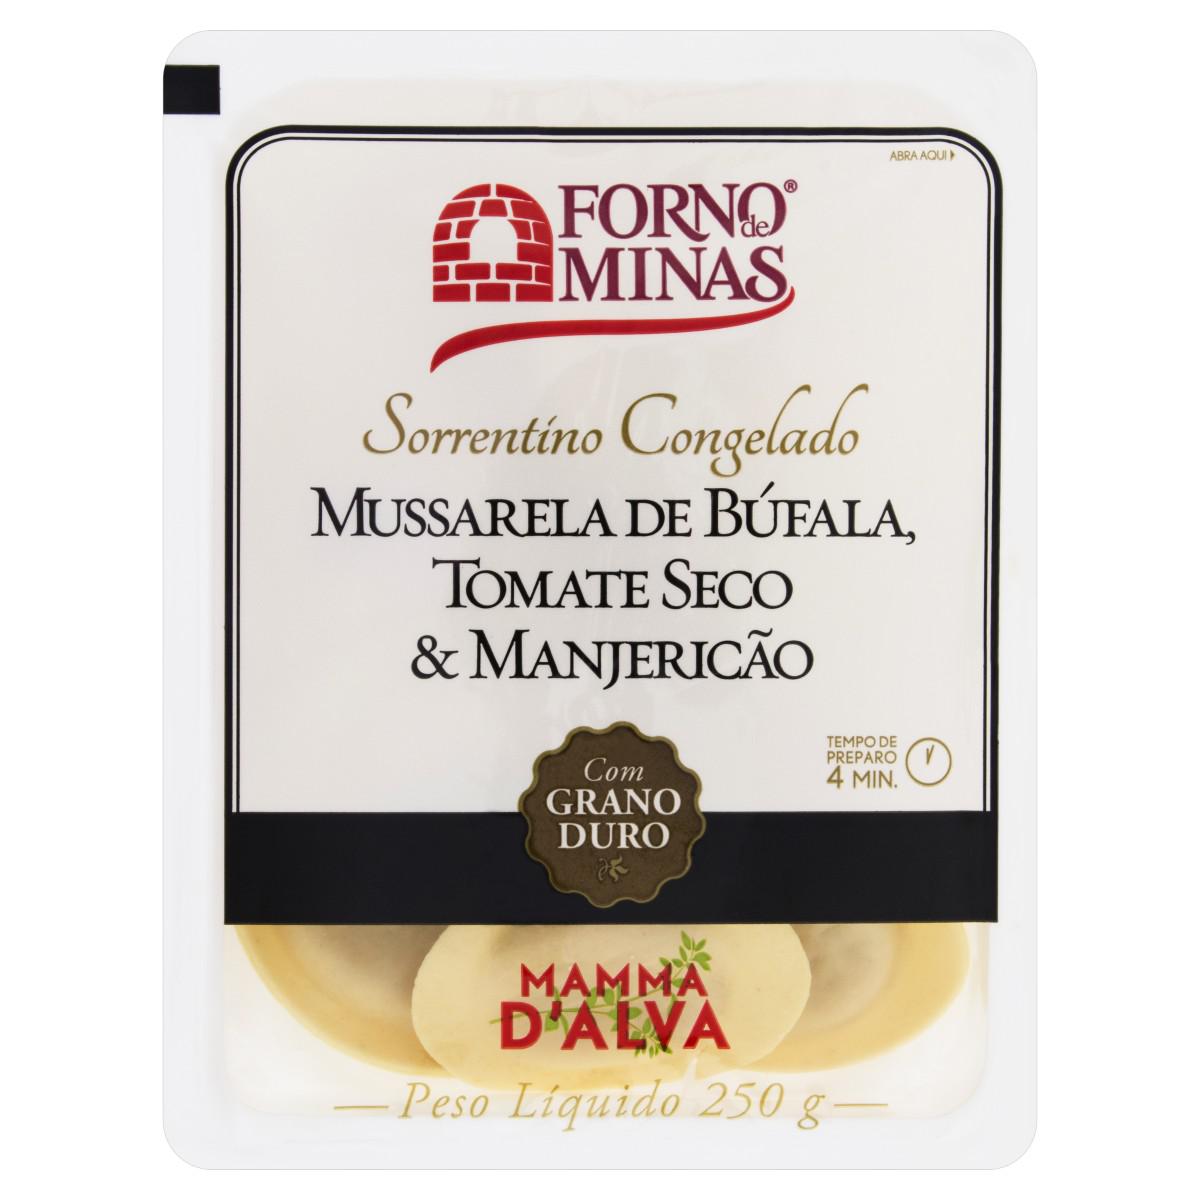 ABRA AQUI
FORNO de
MINAS®
Sorrentino Congelado
MUSSARELA DE BÚFALA,
TOMATE SECO
& MANJERICÃO
TEMPO DE
PREPARO
4 MIN.
Com
GRANO
DURO
MAMMA
D'ALVA
Peso Líquido 250 g